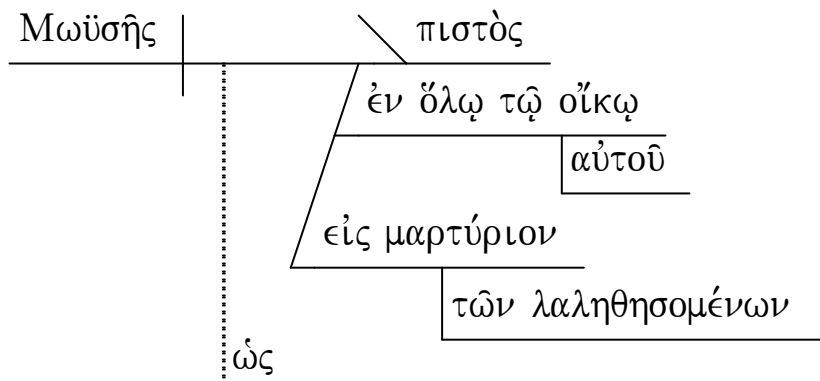 Μωϋσῆς πιστὸς
ἐν ὅλῳ τῷ οἴκῳ
αὐτοῦ
εἰς μαρτύριον
τῶν λαληθησομένων
ὡς